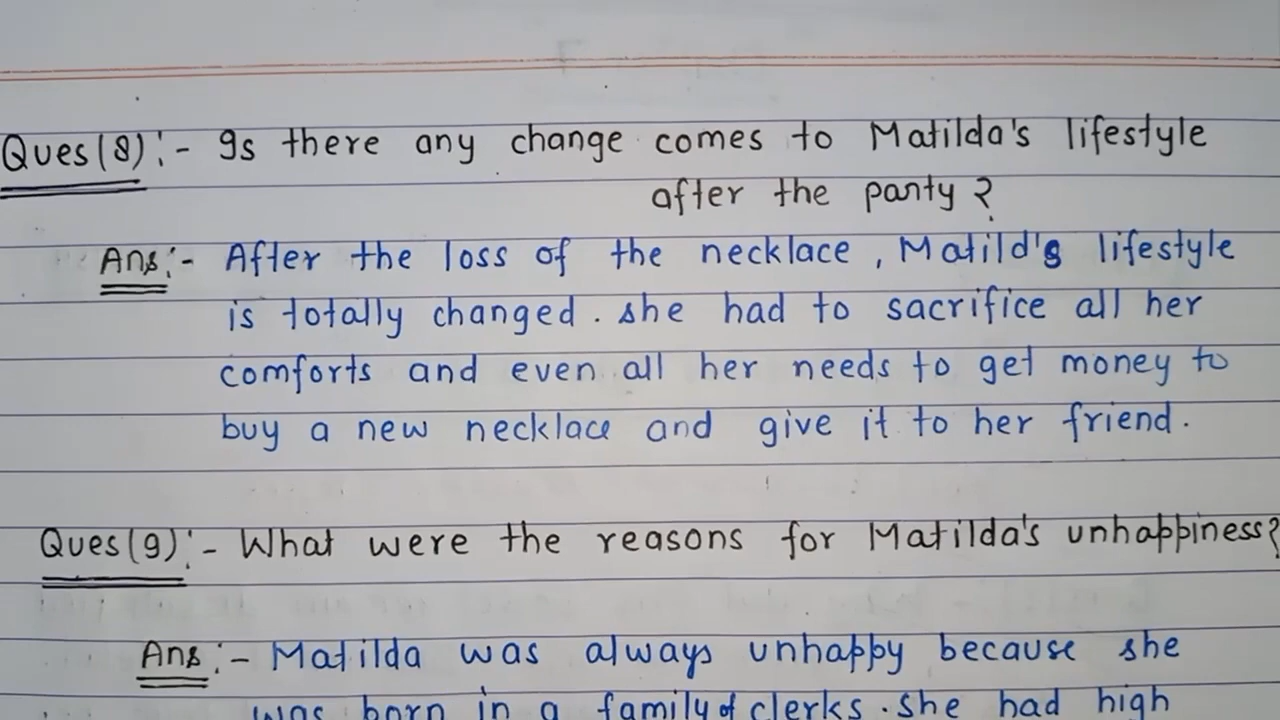 Ques(8):- Is there any change comes to Matilda's lifestyle
after the party?
Ans:- After the loss of the necklace, Matild's lifestyle
is totally changed. she had to sacrifice all her
comforts and even all her needs to get money to
buy a new necklace and give it to her friend.
Ques(9):- What were the reasons for Matilda's unhappiness?
Ans:- Matilda was always unhappy because she
was born in a family of clerks. she had high